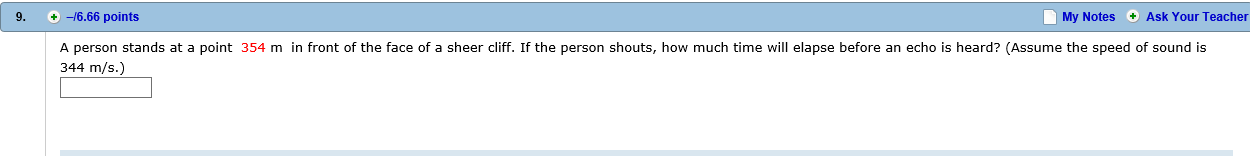 9. –/6.66 points My Notes Ask Your Teacher
A person stands at a point 354 m in front of the face of a sheer cliff. If the person shouts, how much time will elapse before an echo is heard? (Assume the speed of sound is
344 m/s.)